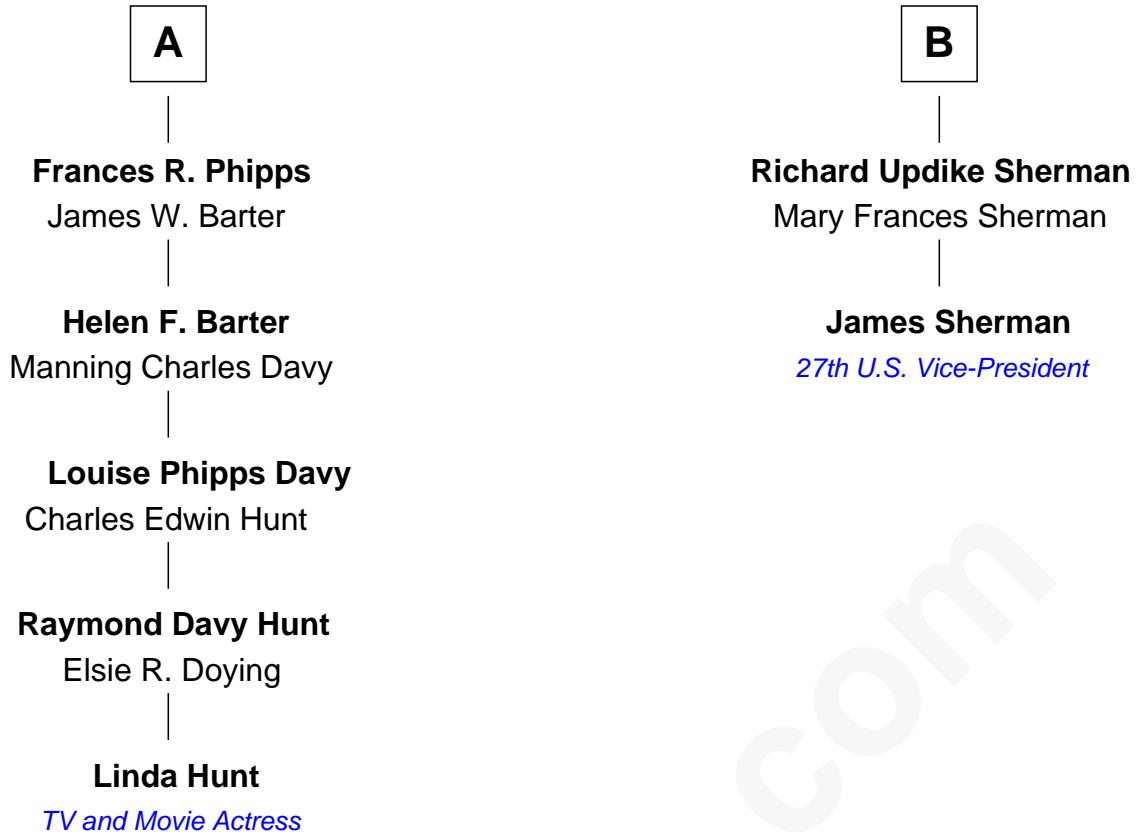 A
Frances R. Phipps
James W. Barter
Helen F. Barter
Manning Charles Davy
Louise Phipps Davy
Charles Edwin Hunt
Raymond Davy Hunt
Elsie R. Doying
Linda Hunt
TV and Movie Actress
B
Richard Updike Sherman
Mary Frances Sherman
James Sherman
27th U.S. Vice-President
com